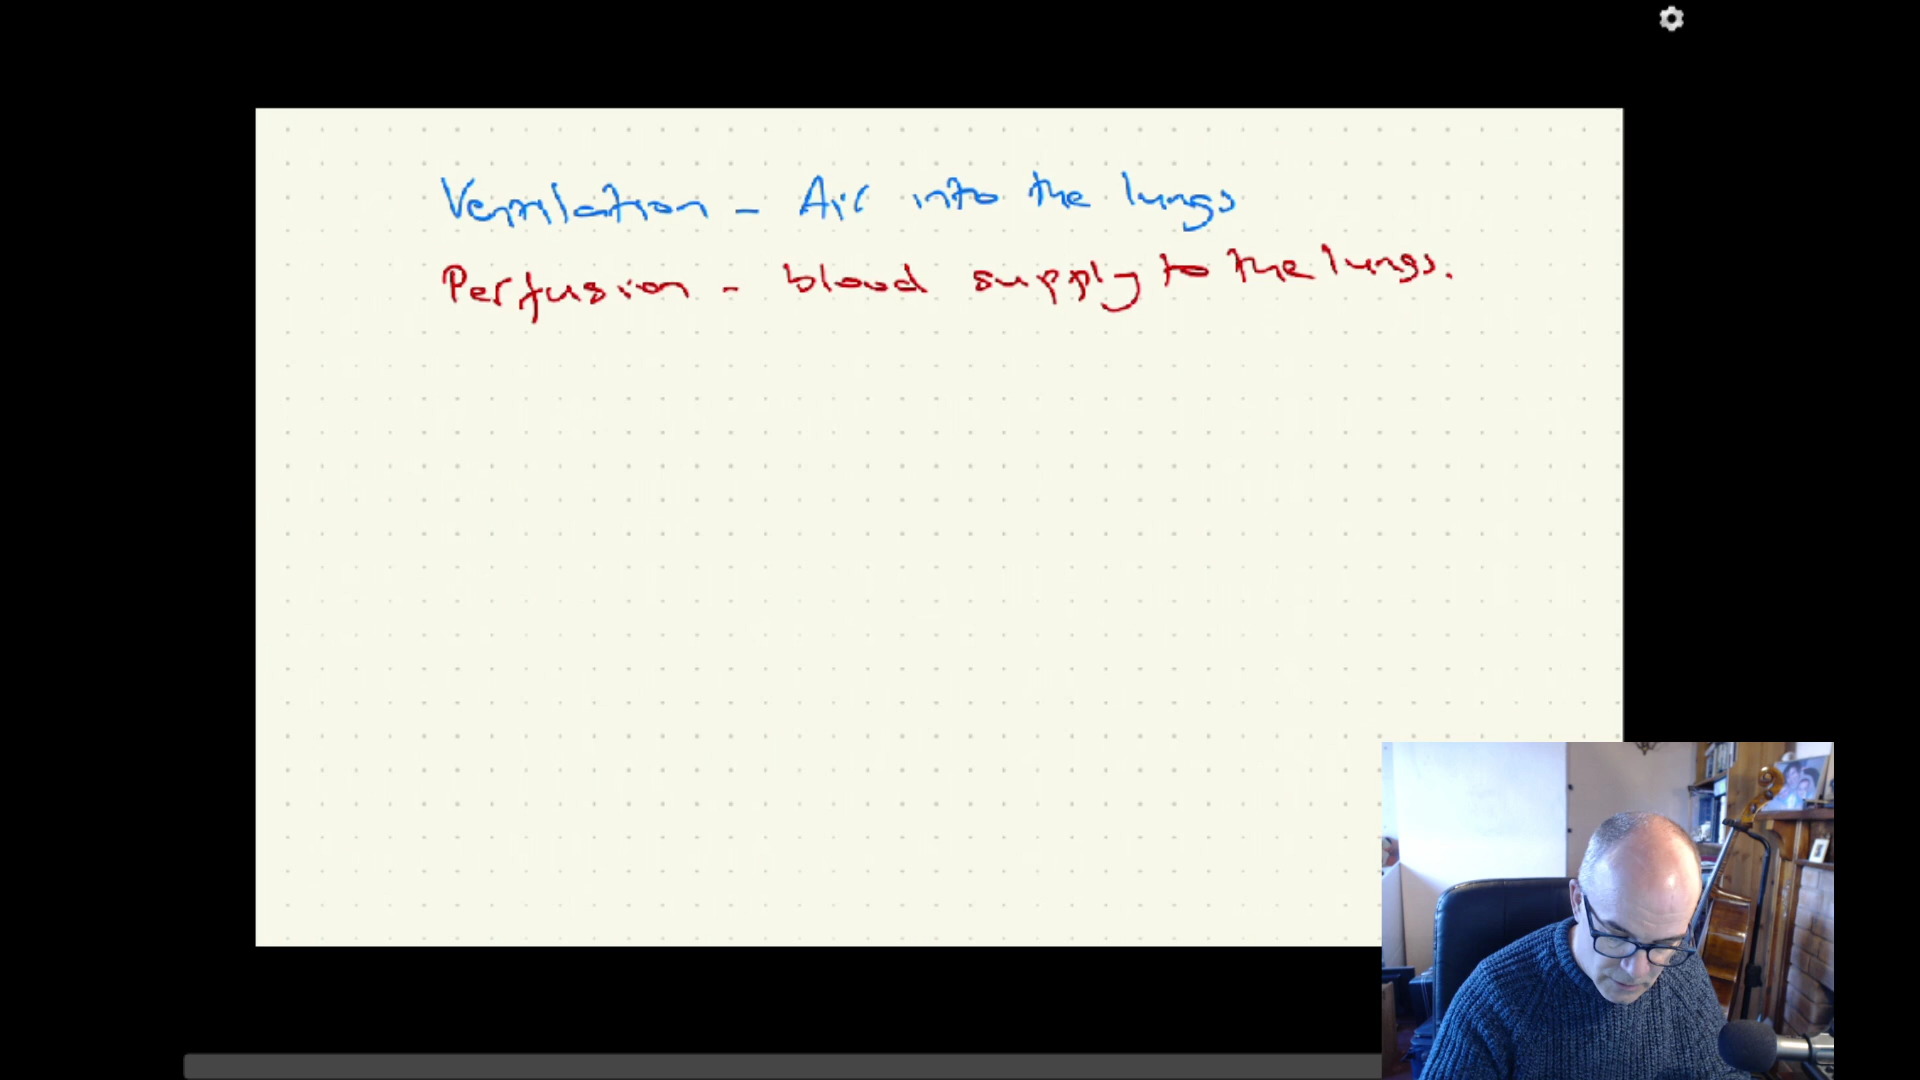 Ventilation - Air into the lungs
Perfusion - blood supply to the lungs.